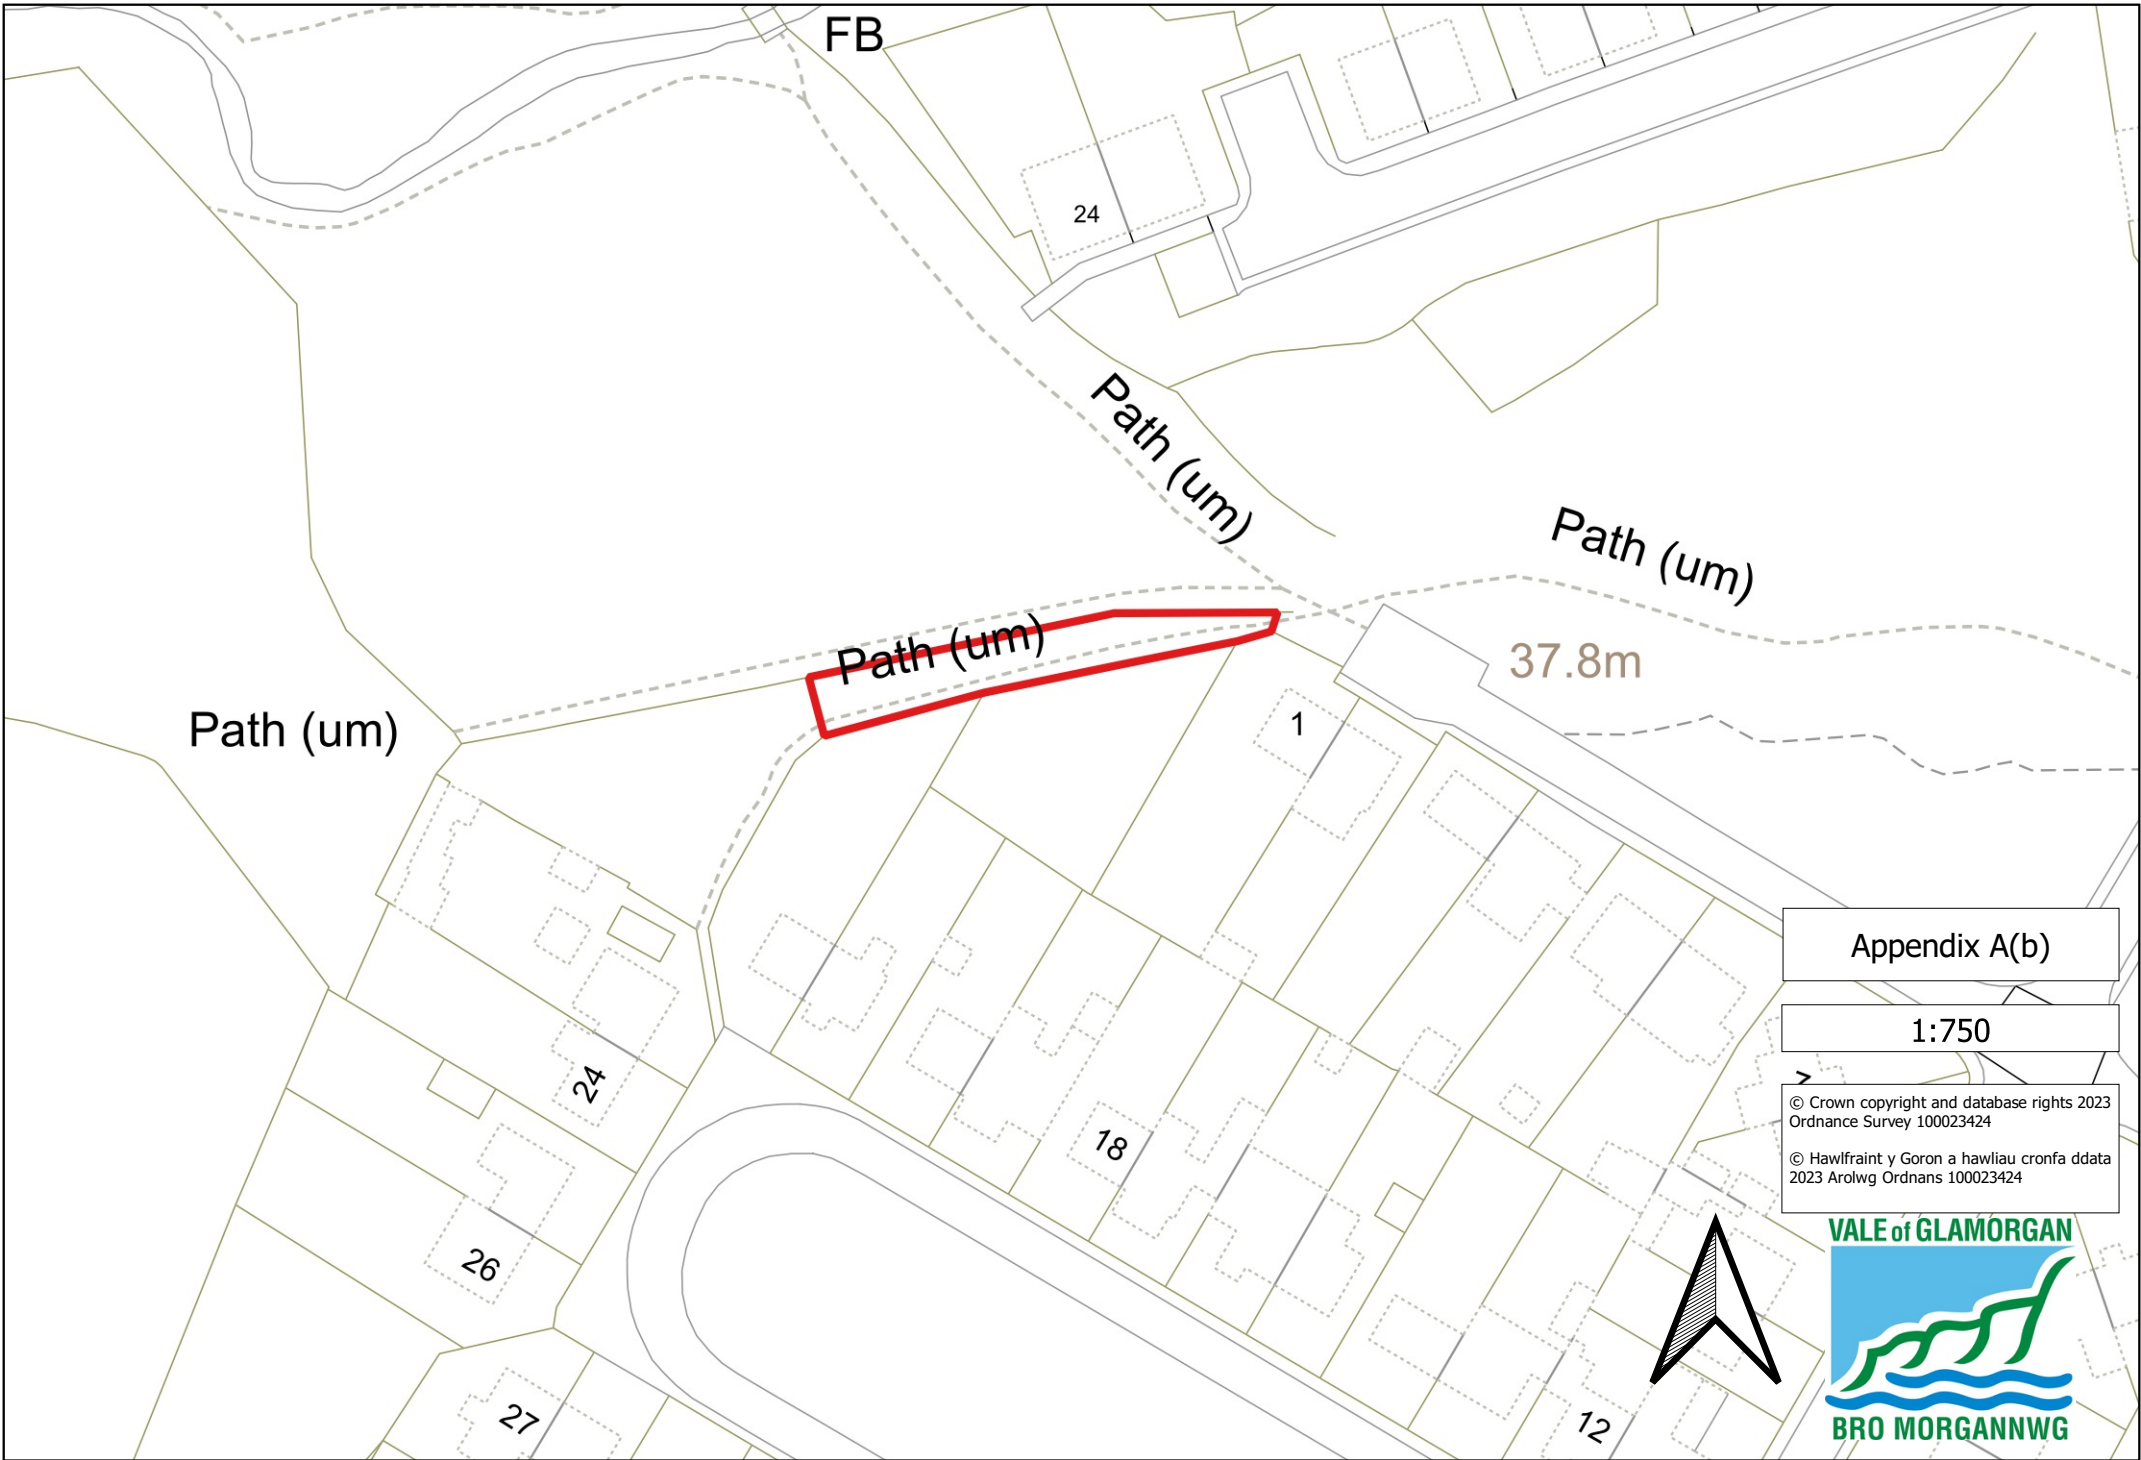 FB
24
Path (um)
Path (um)
Path (um)
37.8m
Path (um)
1
Appendix A(b)
1:750
7
© Crown copyright and database rights 2023
Ordnance Survey 100023424
© Hawlfraint y Goron a hawliau cronfa ddata
2023 Arolwg Ordnans 100023424
24
18
26
27
12
VALE of GLAMORGAN
BRO MORGANNWG